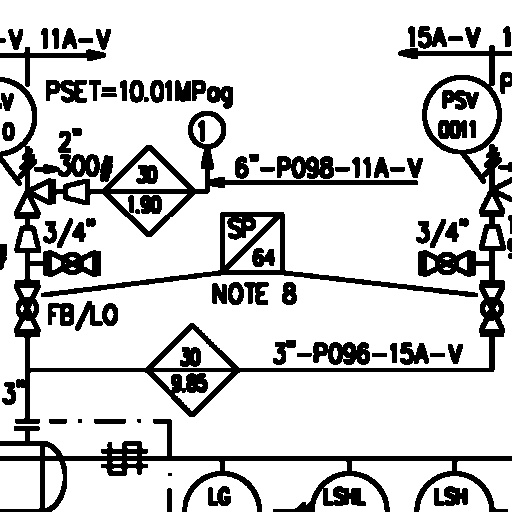 -V 11A-V
15A-V
PSET=10.01MPag
PSV
0011
V
0
1
2"
300#
30
1.90
6"-P098-11A-V
3/4"
3/4"
SP
64
NOTE 8
FB/LO
30
9.85
3"-P096-15A-V
3"
LG
LSHL
LSH